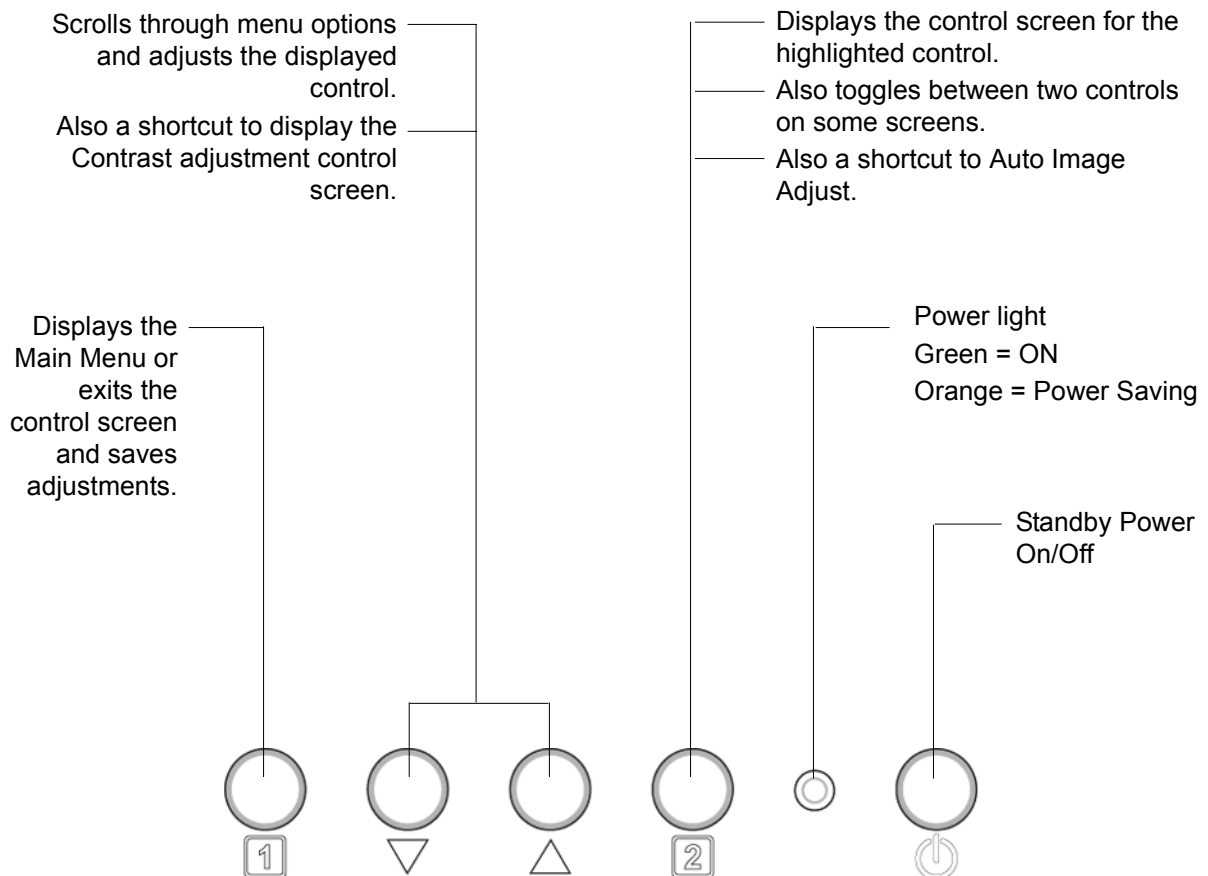 Scrolls through menu options
and adjusts the displayed
control.
Also a shortcut to display the
Contrast adjustment control
screen.
Displays the control screen for the
highlighted control.
Also toggles between two controls
on some screens.
Also a shortcut to Auto Image
Adjust.
Displays the
Main Menu or
exits the
control screen
and saves
adjustments.
Power light
Green = ON
Orange = Power Saving
Standby Power
On/Off
1
2